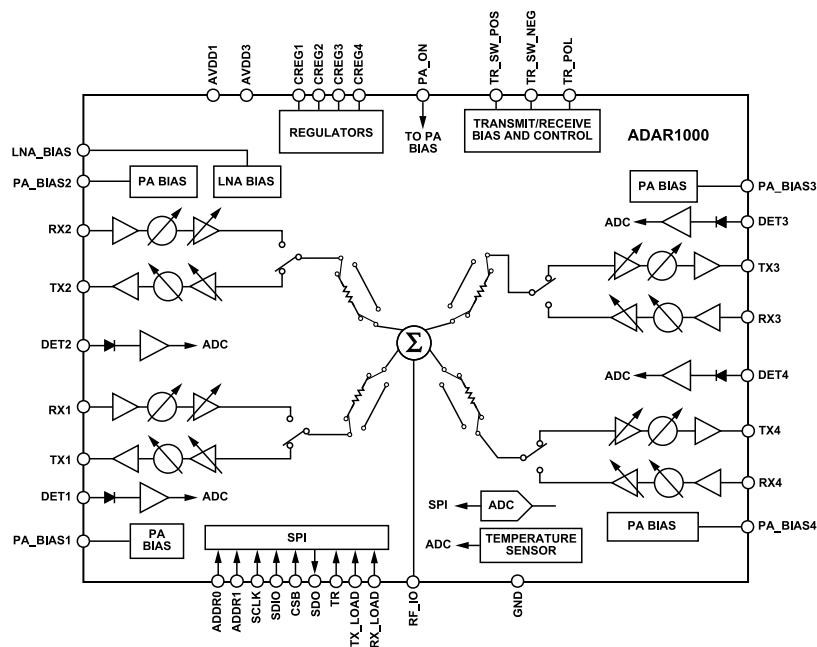 AVDD1
AVDD3
CREG1
CREG2
CREG3
CREG4
PA_ON
TR_SW_POS
TR_SW_NEG
TR_POL
REGULATORS
TO PA
BIAS
TRANSMIT/RECEIVE
BIAS AND CONTROL
ADAR1000
LNA_BIAS
PA_BIAS2
PA BIAS
LNA BIAS
PA BIAS
PA_BIAS3
RX2
ADC
DET3
TX2
TX3
RX3
DET2
ADC
Σ
ADC
DET4
RX1
TX1
TX4
RX4
DET1
ADC
SPI
ADC
PA_BIAS1
PA
BIAS
SPI
ADC
TEMPERATURE
SENSOR
PA BIAS
PA_BIAS4
ADDR0
ADDR1
SCLK
SDIO
CSB
SDO
TR
TX_LOAD
RX_LOAD
RF_IO
GND